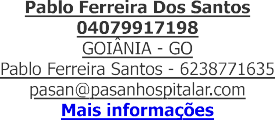 Pablo Ferreira Dos Santos
04079917198
GOIÂNIA - GO
Pablo Ferreira Santos - 6238771635
pasan@pasanhospitalar.com
Mais informações